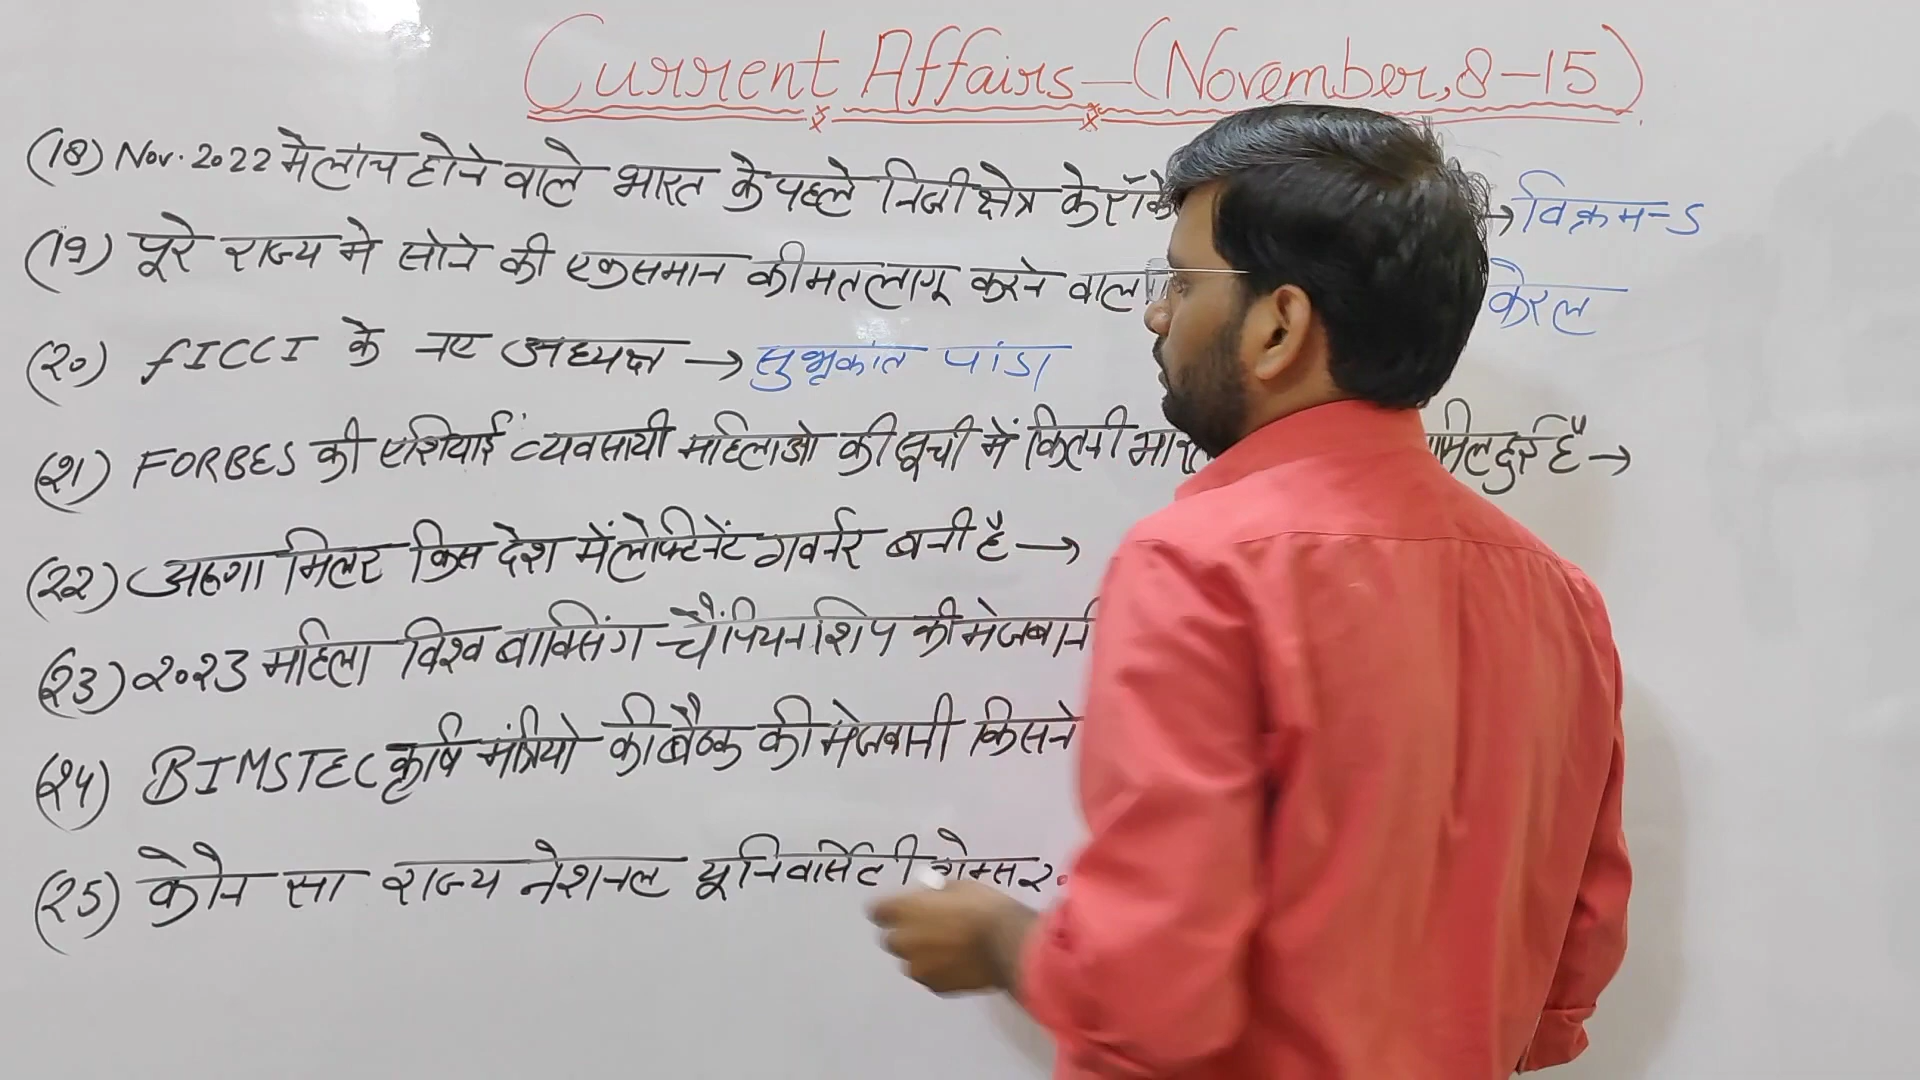 Current Affairs - (November, 8-15)
(18) Nov. 2022 मे लांच होने वाले भारत के पहले निजी क्षेत्र के रॉके → विक्रम-S
(19) पूरे राज्य मे सोने की एकसमान कीमत लागू करने वाल केरल
(20) FICCI के नए अध्यक्ष → सुभ्रकांत पांडा
(21) FORBES की एशियाई व्यवसायी महिलाओ की सूची में कितनी हुई है →
(22) अरुणा मिलर किस देश में लेफ्टिनेंट गवर्नर बनी है →
(23) 2023 महिला विश्व बाक्सिंग चैंपियनशिप की मेजबानी
(24) BIMSTEC कृषि मंत्रियो की बैठक की मेजबानी किसने
(25) कौन सा राज्य नेशनल यूनिवर्सिटी गेम्स